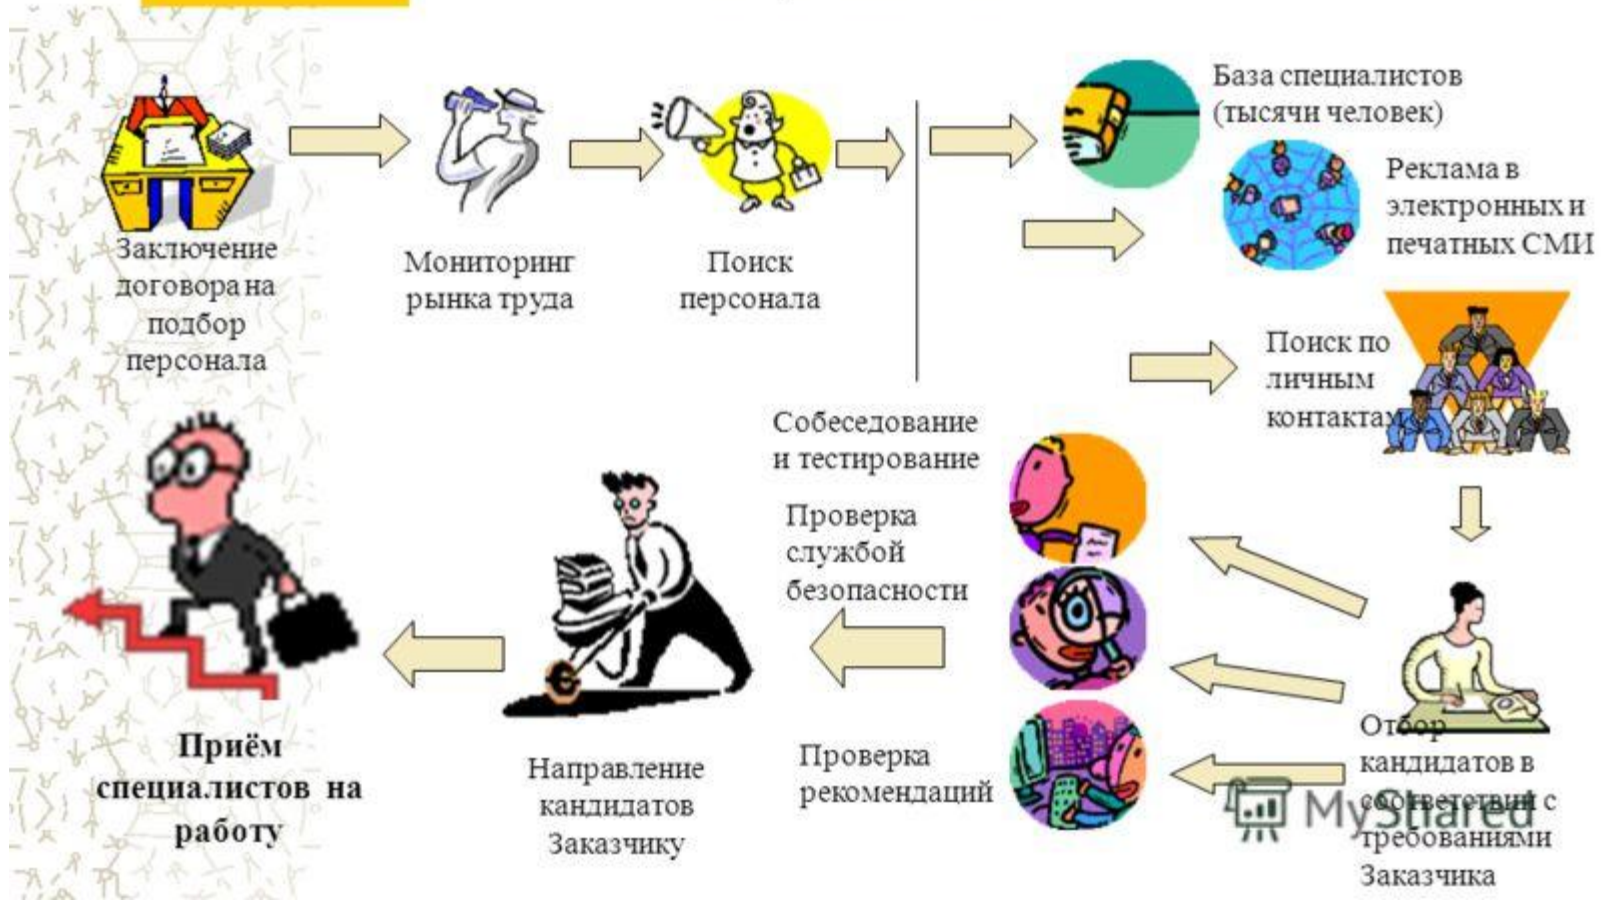 Заключение
договора на
подбор
персонала
Мониторинг
рынка труда
Поиск
персонала
База специалистов
(тысячи человек)
Реклама в
электронных и
печатных СМИ
Поиск по
личным
контактам
Отбор
кандидатов в
соответствии с
требованиями
Заказчика
Собеседование
и тестирование
Проверка
службой
безопасности
Проверка
рекомендаций
Направление
кандидатов
Заказчику
Приём
специалистов на
работу
MyShared